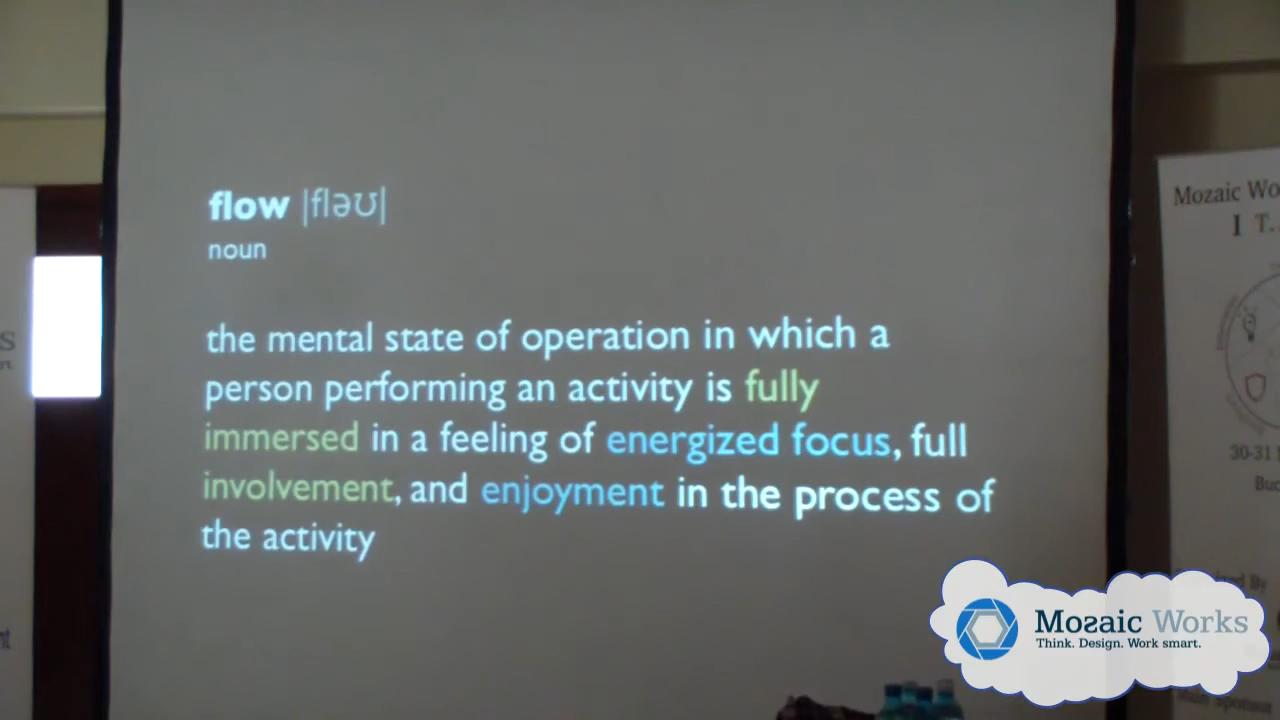 flow |fləʊ|
noun
the mental state of operation in which a
person performing an activity is fully
immersed in a feeling of energized focus, full
involvement, and enjoyment in the process of
the activity
Mozaic
I T.
30-31
By
Mozaic Works
Think. Design. Work smart.